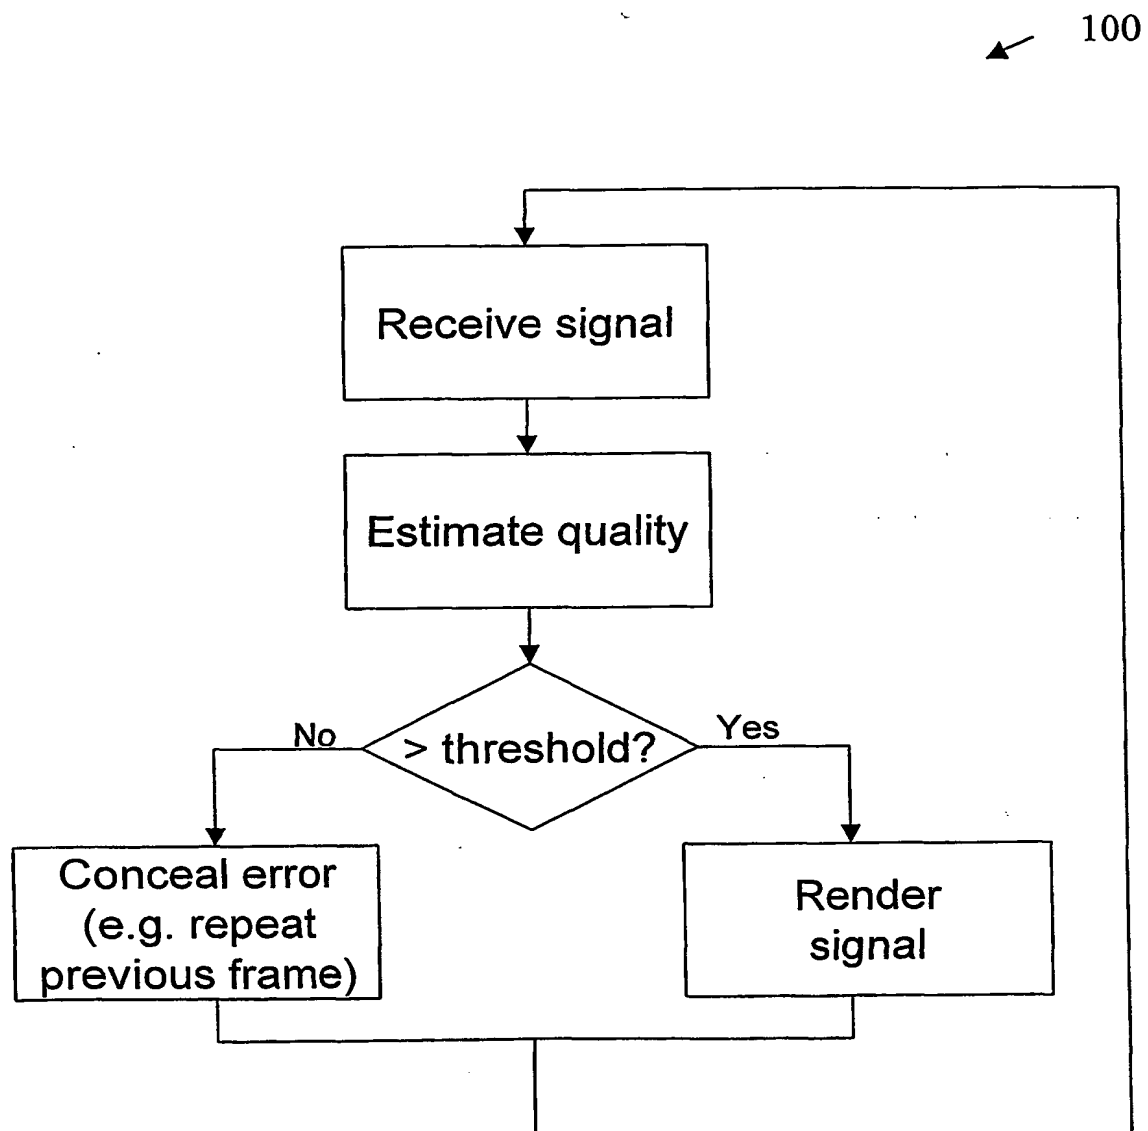 100
Receive signal
Estimate quality
> threshold?
No
Yes
Conceal error
(e.g. repeat
previous frame)
Render
signal